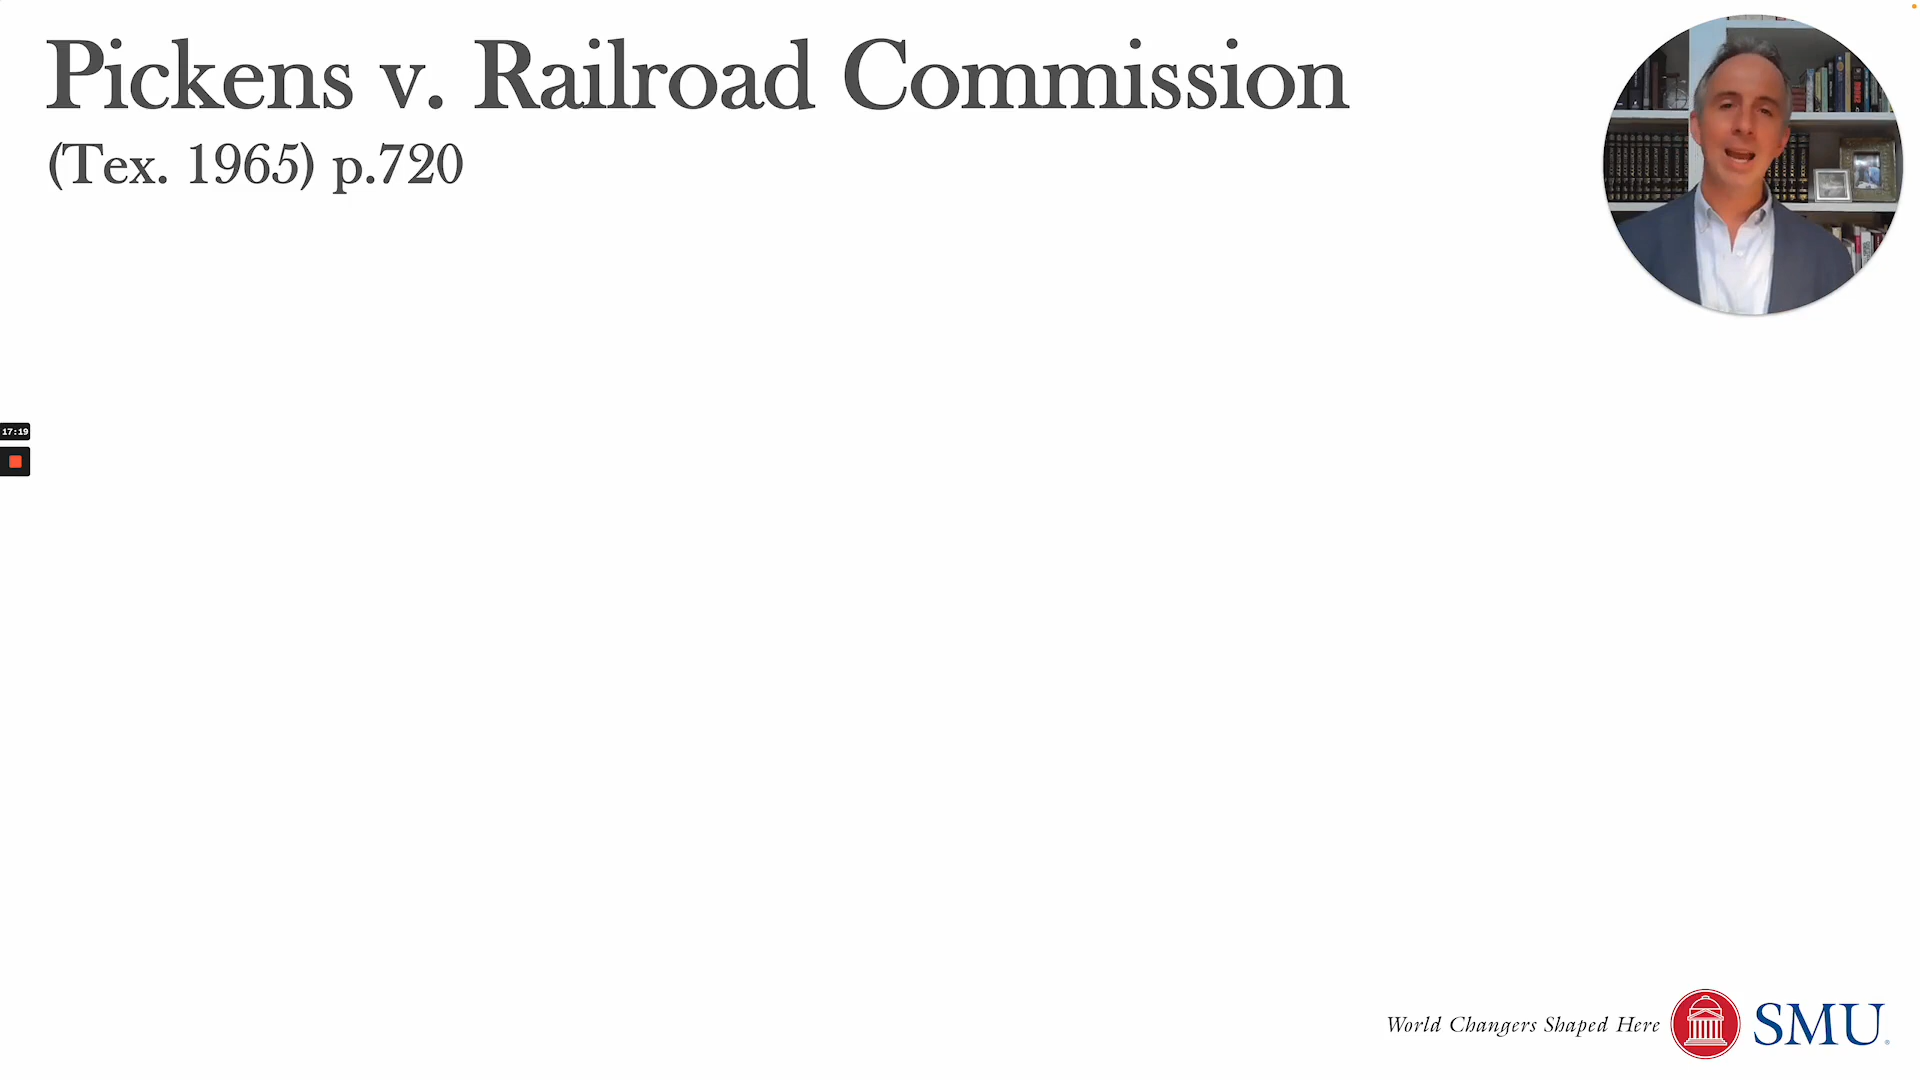 Pickens v. Railroad Commission
(Tex. 1965) p.720
17:19
World Changers Shaped Here
SMU